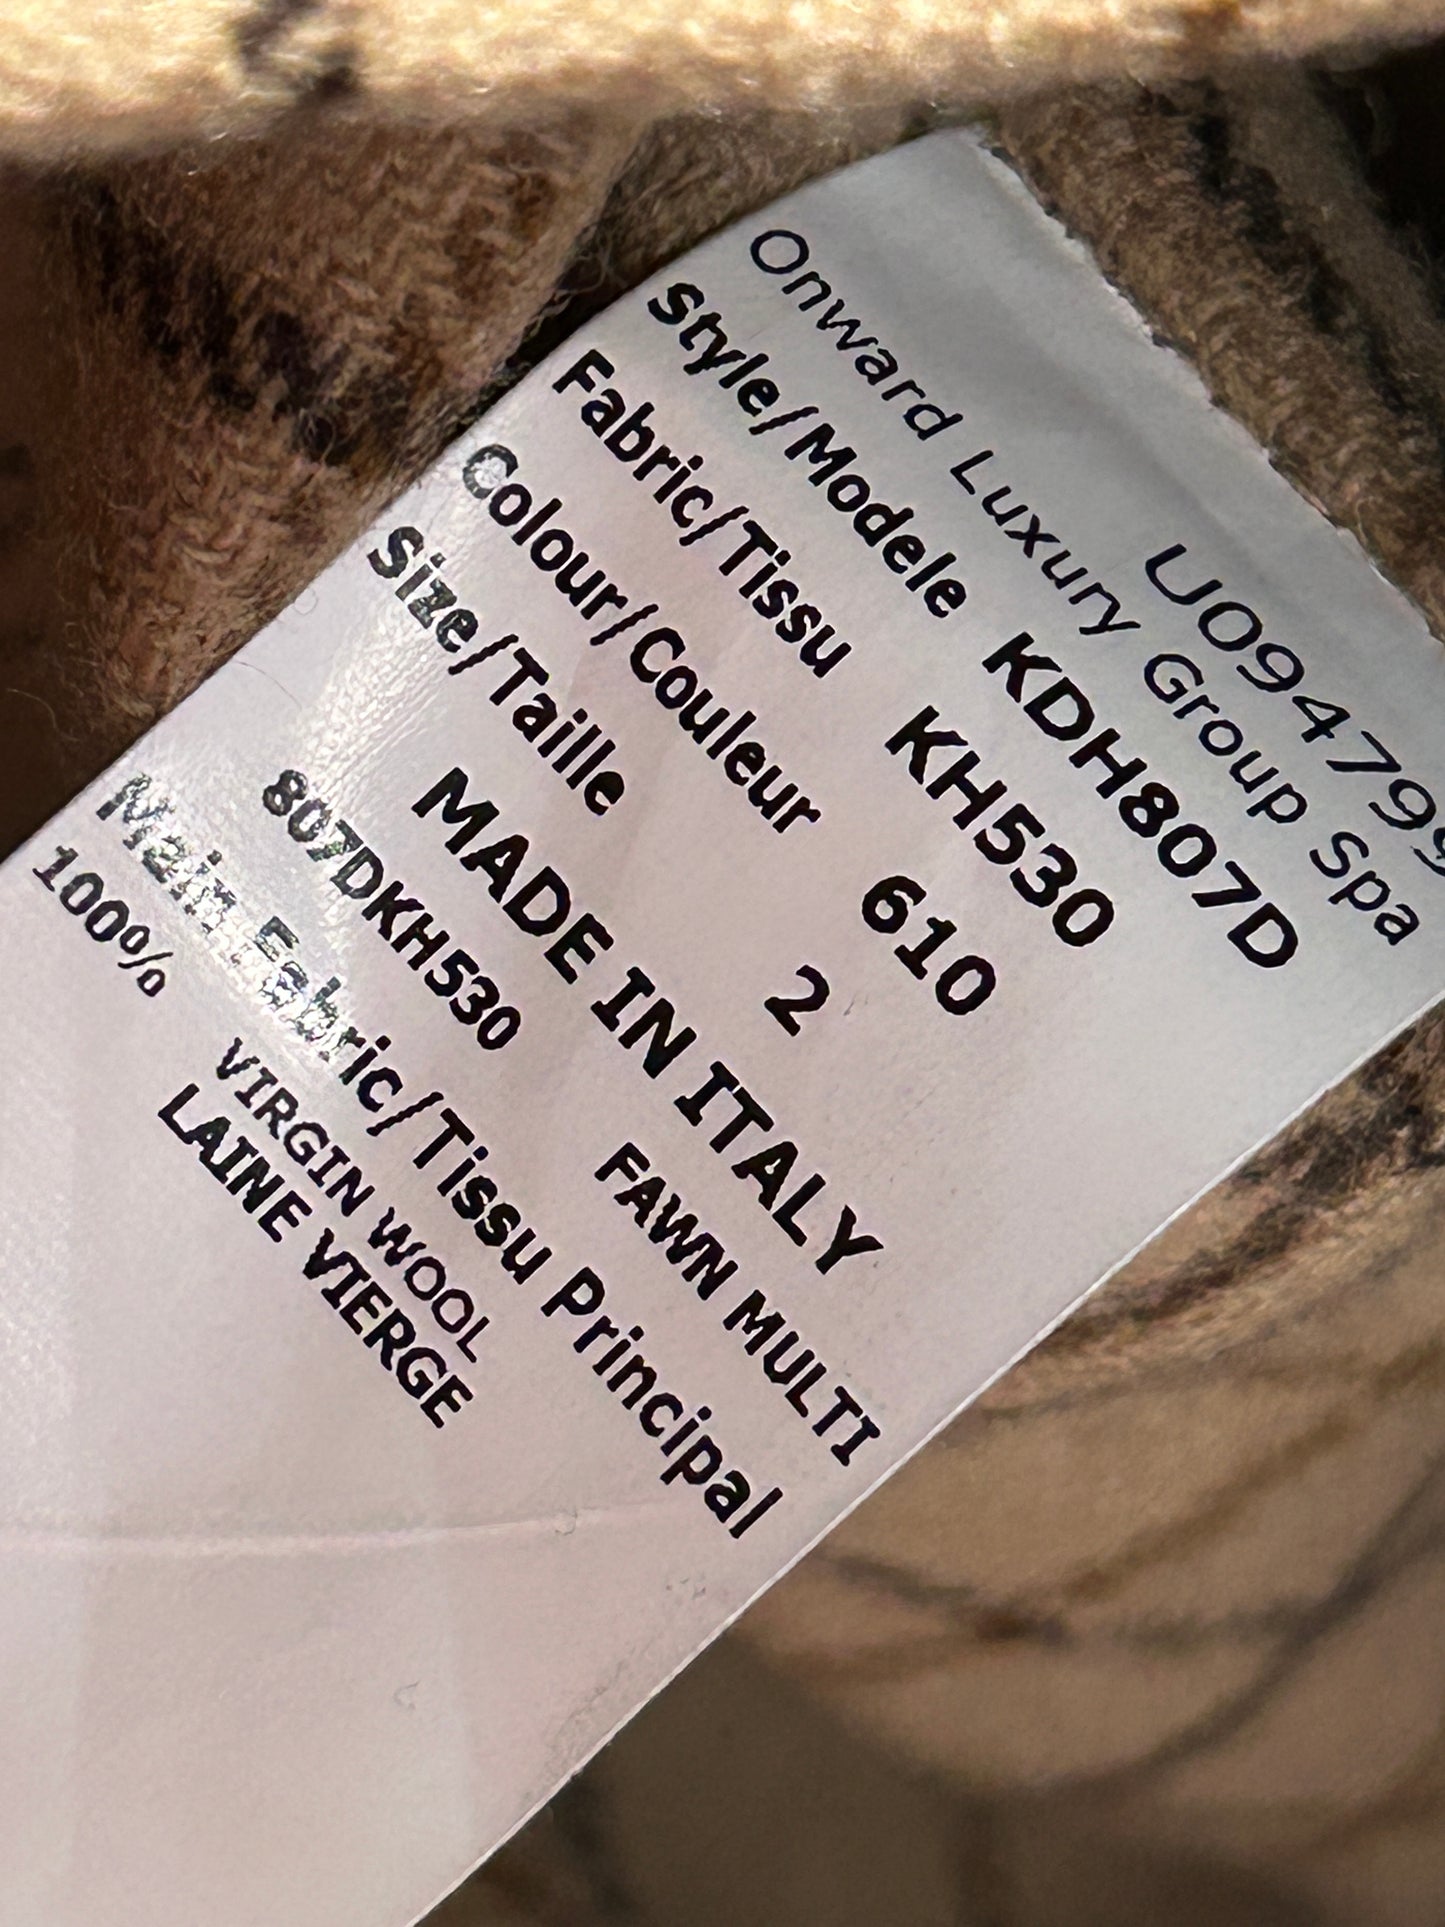 Onward Luxury Group Spa
Style/Modele KDH807D
Fabric/Tissu KH530
Colour/Couleur 610
Size/Taille 2
MADE IN ITALY
807DKH530 FAWN MULTI
Main Fabric/Tissu Principal
100% VIRGIN WOOL
LAINE VIERGE